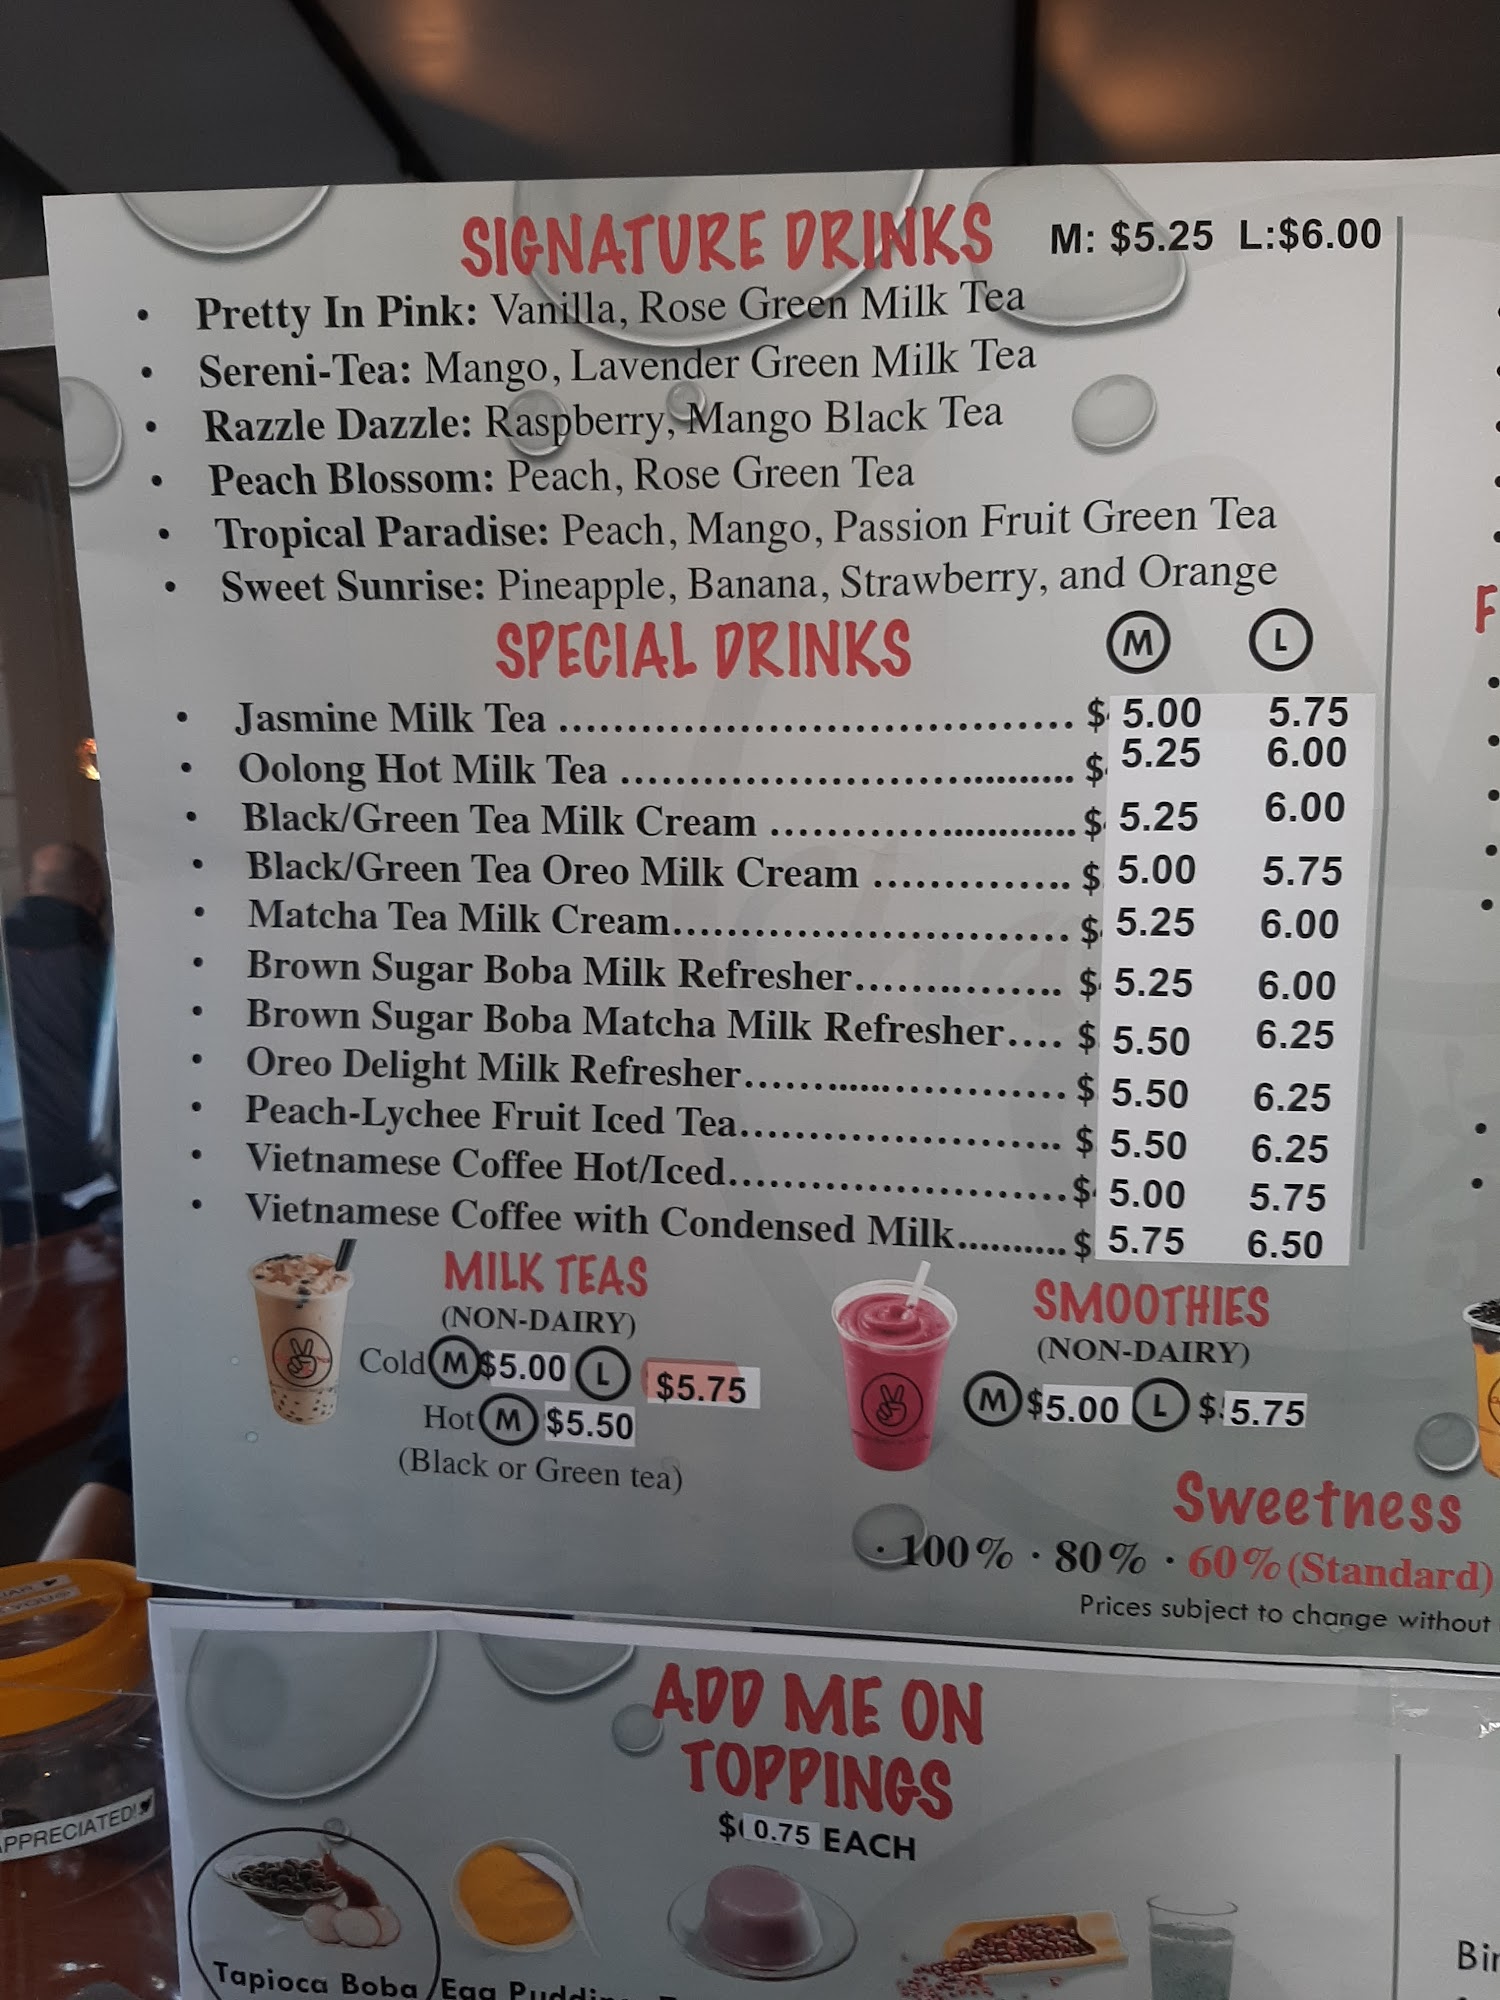 SIGNATURE DRINKS M: $5.25 L:$6.00
• Pretty In Pink: Vanilla, Rose Green Milk Tea
• Sereni-Tea: Mango, Lavender Green Milk Tea
• Razzle Dazzle: Raspberry, Mango Black Tea
• Peach Blossom: Peach, Rose Green Tea
• Tropical Paradise: Peach, Mango, Passion Fruit Green Tea
• Sweet Sunrise: Pineapple, Banana, Strawberry, and Orange
SPECIAL DRINKS M L
• Jasmine Milk Tea ........................................ $ 5.00 5.75
• Oolong Hot Milk Tea ................................... $ 5.25 6.00
• Black/Green Tea Milk Cream ........................ $ 5.25 6.00
• Black/Green Tea Oreo Milk Cream ............... $ 5.00 5.75
• Matcha Tea Milk Cream.............................. $ 5.25 6.00
• Brown Sugar Boba Milk Refresher................ $ 5.25 6.00
• Brown Sugar Boba Matcha Milk Refresher.... $ 5.50 6.25
• Oreo Delight Milk Refresher........................ $ 5.50 6.25
• Peach-Lychee Fruit Iced Tea........................ $ 5.50 6.25
• Vietnamese Coffee Hot/Iced......................... $ 5.00 5.75
• Vietnamese Coffee with Condensed Milk.......... $ 5.75 6.50
MILK TEAS
(NON-DAIRY)
Cold M $5.00 L $5.75
Hot M $5.50
(Black or Green tea)
SMOOTHIES
(NON-DAIRY)
M $5.00 L $ 5.75
Sweetness
· 100% · 80% · 60% (Standard)
Prices subject to change without
ADD ME ON
TOPPINGS
$ 0.75 EACH
Tapioca Boba Egg
APPRECIATED!